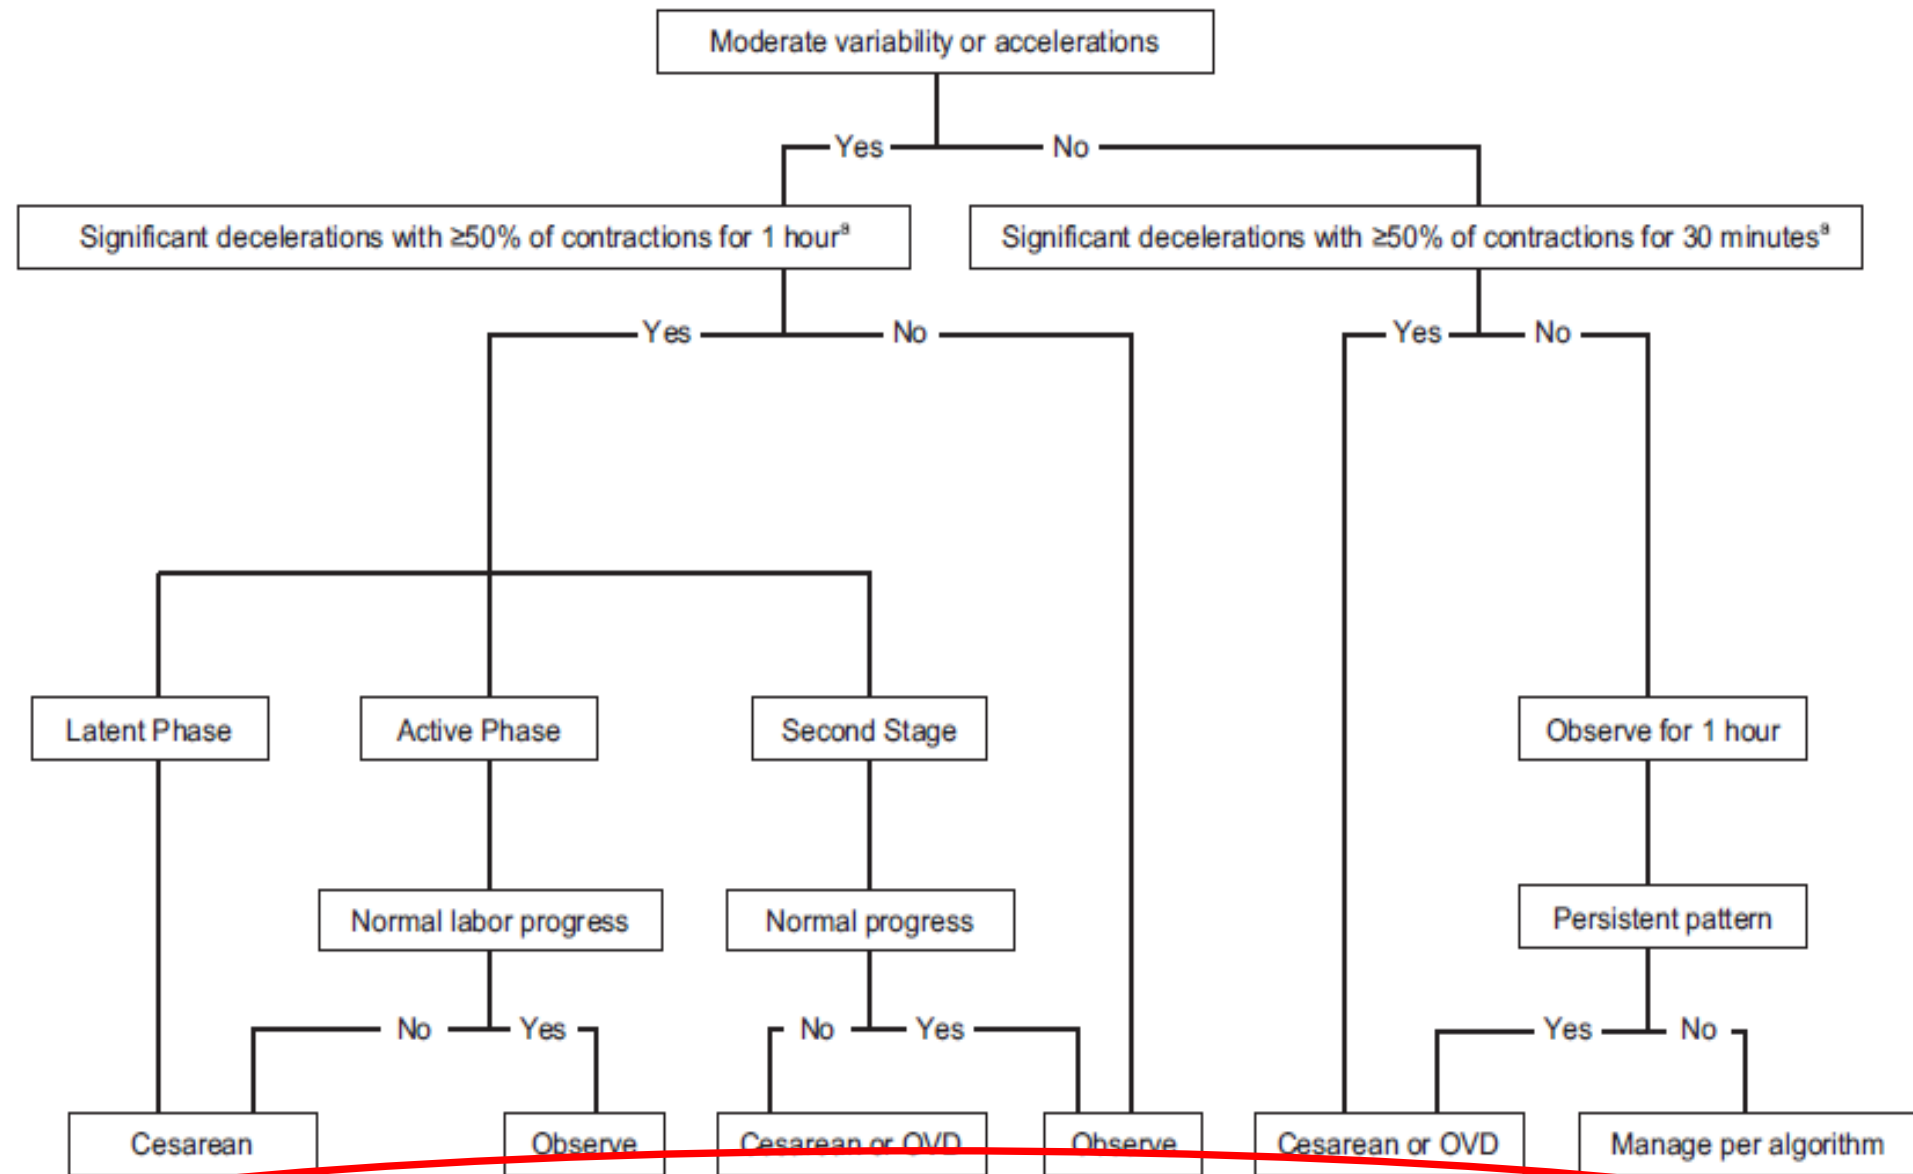 Moderate variability or accelerations
Yes No
Significant decelerations with ≥50% of contractions for 1 hourª
Significant decelerations with ≥50% of contractions for 30 minutesª
Yes No
Yes No
Latent Phase
Active Phase
Second Stage
Observe for 1 hour
Normal labor progress
Normal progress
Persistent pattern
No Yes
No Yes
Yes No
Cesarean
Observe
Cesarean or OVD
Observe
Cesarean or OVD
Manage per algorithm